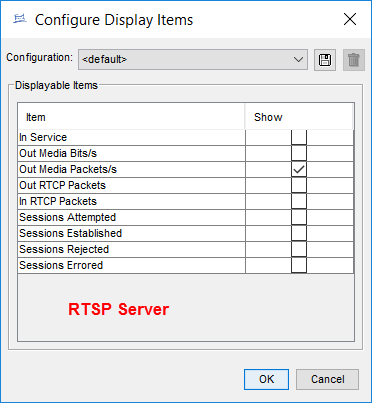 Configure Display Items
Configuration: <default>
Displayable Items
Item Show
In Service
Out Media Bits/s
Out Media Packets/s
Out RTCP Packets
In RTCP Packets
Sessions Attempted
Sessions Established
Sessions Rejected
Sessions Errored
RTSP Server
OK Cancel